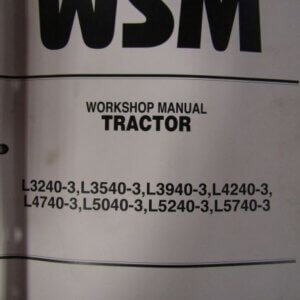 WSM
WORKSHOP MANUAL
TRACTOR
L3240-3,L3540-3,L3940-3,L4240-3,
L4740-3,L5040-3,L5240-3,L5740-3